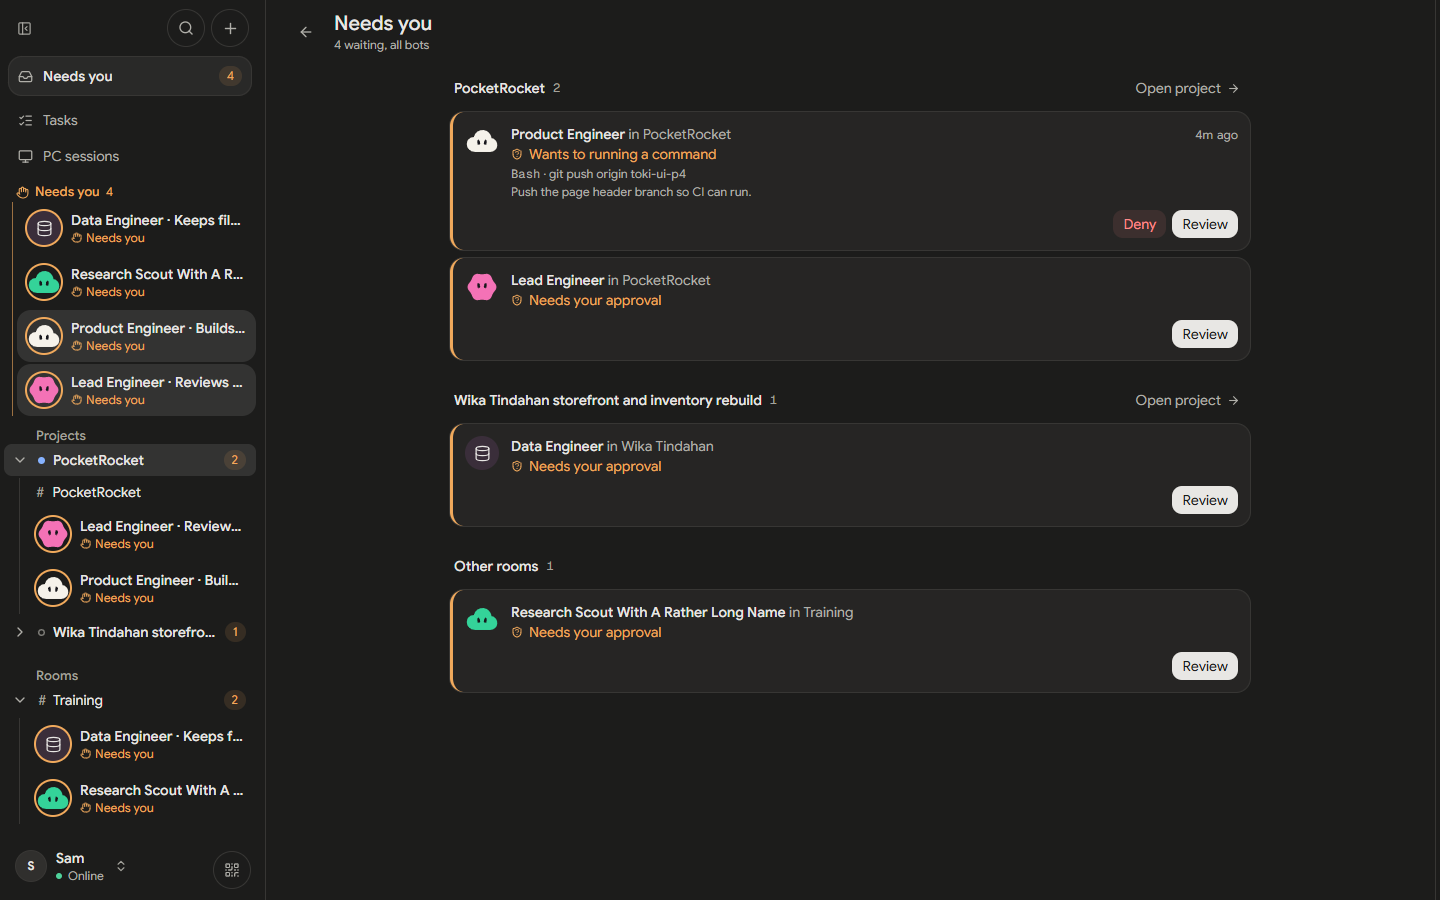 Needs you
4
Tasks
PC sessions
Needs you 4
Data Engineer · Keeps fil...
Needs you
Research Scout With A R...
Needs you
Product Engineer · Builds...
Needs you
Lead Engineer · Reviews ...
Needs you
Projects
PocketRocket
2
# PocketRocket
Lead Engineer · Review...
Needs you
Product Engineer · Buil...
Needs you
Wika Tindahan storefro...
1
Rooms
# Training
2
Data Engineer · Keeps f...
Needs you
Research Scout With A ...
Needs you
S
Sam
Online
Needs you
4 waiting, all bots
PocketRocket 2
Open project →
Product Engineer in PocketRocket
4m ago
Wants to running a command
Bash · git push origin toki-ui-p4
Push the page header branch so CI can run.
Deny
Review
Lead Engineer in PocketRocket
Needs your approval
Review
Wika Tindahan storefront and inventory rebuild 1
Open project →
Data Engineer in Wika Tindahan
Needs your approval
Review
Other rooms 1
Research Scout With A Rather Long Name in Training
Needs your approval
Review